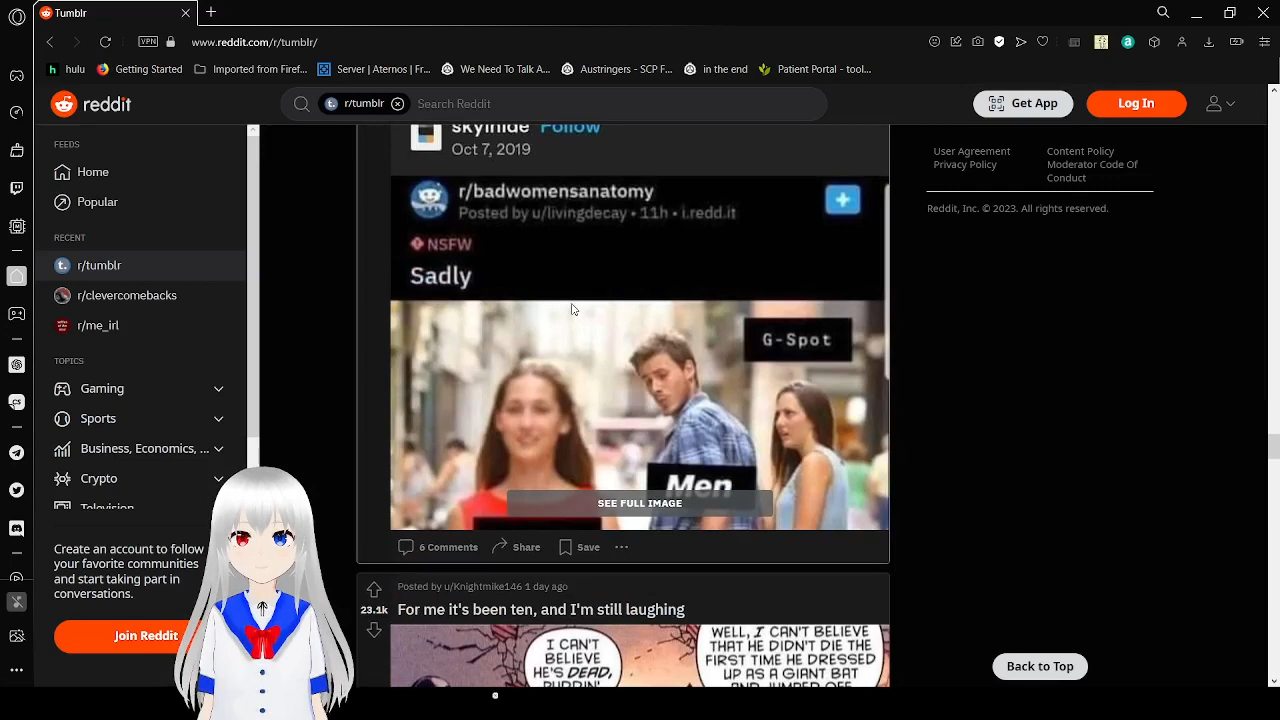 Tumblr
VPN
www.reddit.com/r/tumblr/
hulu
Getting Started
Imported from Firef...
Server | Aternos | Fr...
We Need To Talk A...
Austringers - SCP F...
in the end
Patient Portal - tool...
reddit
r/tumblr
Search Reddit
Get App
Log In
FEEDS
Home
Popular
RECENT
r/tumblr
r/clevercomebacks
r/me_irl
TOPICS
Gaming
Sports
Business, Economics, ...
Crypto
Television
Create an account to follow
your favorite communities
and start taking part in
conversations.
Join Reddit
Follow
Oct 7, 2019
r/badwomensanatomy
Posted by u/livingdecay • 11h • i.redd.it
NSFW
Sadly
G-Spot
Men
SEE FULL IMAGE
6 Comments
Share
Save
Posted by u/Knightmike146 1 day ago
23.1k
For me it's been ten, and I'm still laughing
I CAN'T
BELIEVE
HE'S DEAD,
WELL, I CAN'T BELIEVE
THAT HE DIDN'T DIE THE
FIRST TIME HE DRESSED
UP AS A GIANT BAT
User Agreement
Content Policy
Privacy Policy
Moderator Code Of
Conduct
Reddit, Inc. © 2023. All rights reserved.
Back to Top